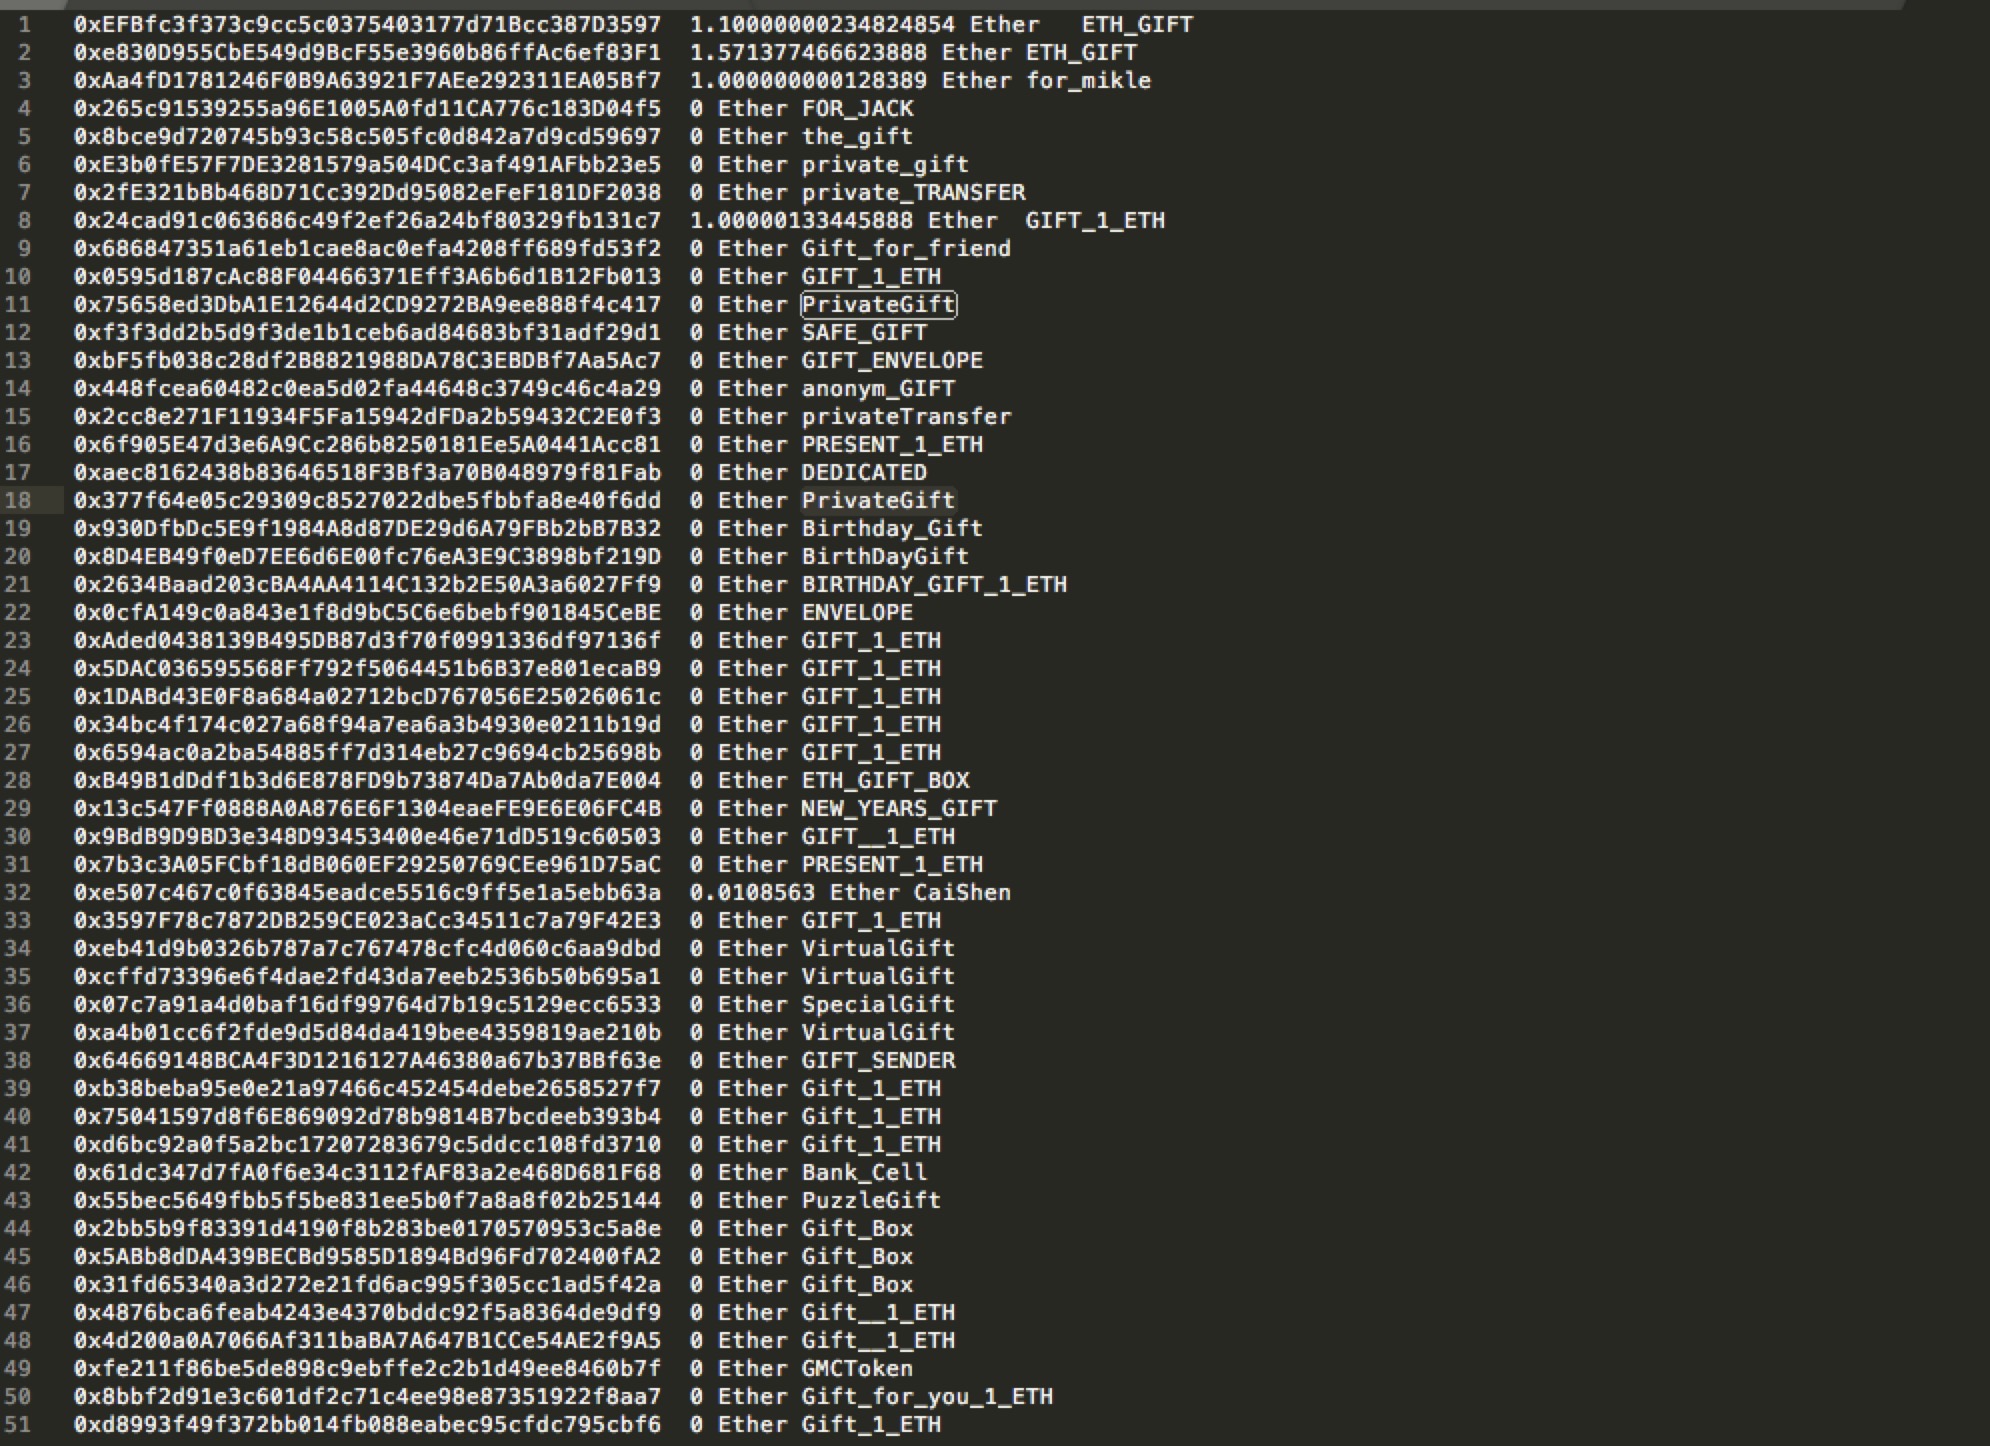 1 0xEFBfc3f373c9cc5c0375403177d71Bcc387D3597 1.10000000234824854 Ether ETH_GIFT
2 0xe830D955CbE549d9BcF55e3960b86ffAc6ef83F1 1.571377466623888 Ether ETH_GIFT
3 0xAa4fD1781246F0B9A63921F7AEe292311EA05Bf7 1.000000000128389 Ether for_mikle
4 0x265c91539255a96E1005A0fd11CA776c183D04f5 0 Ether FOR_JACK
5 0x8bce9d720745b93c58c505fc0d842a7d9cd59697 0 Ether the_gift
6 0xE3b0fE57F7DE3281579a504DCc3af491AFbb23e5 0 Ether private_gift
7 0x2fE321bBb468D71Cc392Dd95082eFeF181DF2038 0 Ether private_TRANSFER
8 0x24cad91c063686c49f2ef26a24bf80329fb131c7 1.00000133445888 Ether GIFT_1_ETH
9 0x686847351a61eb1cae8ac0efa4208ff689fd53f2 0 Ether Gift_for_friend
10 0x0595d187cAc88F04466371Eff3A6b6d1B12Fb013 0 Ether GIFT_1_ETH
11 0x75658ed3DbA1E12644d2CD9272BA9ee888f4c417 0 Ether PrivateGift
12 0xf3f3dd2b5d9f3de1b1ceb6ad84683bf31adf29d1 0 Ether SAFE_GIFT
13 0xbF5fb038c28df2B8821988DA78C3EBDBf7Aa5Ac7 0 Ether GIFT_ENVELOPE
14 0x448fcea60482c0ea5d02fa44648c3749c46c4a29 0 Ether anonym_GIFT
15 0x2cc8e271F11934F5Fa15942dFDa2b59432C2E0f3 0 Ether privateTransfer
16 0x6f905E47d3e6A9Cc286b8250181Ee5A0441Acc81 0 Ether PRESENT_1_ETH
17 0xaec8162438b83646518F3Bf3a70B048979f81Fab 0 Ether DEDICATED
18 0x377f64e05c29309c8527022dbe5fbbfa8e40f6dd 0 Ether PrivateGift
19 0x930DfbDc5E9f1984A8d87DE29d6A79FBb2bB7B32 0 Ether Birthday_Gift
20 0x8D4EB49f0eD7EE6d6E00fc76eA3E9C3898bf219D 0 Ether BirthDayGift
21 0x2634Baad203cBA4AA4114C132b2E50A3a6027Ff9 0 Ether BIRTHDAY_GIFT_1_ETH
22 0x0cfA149c0a843e1f8d9bC5C6e6bebf901845CeBE 0 Ether ENVELOPE
23 0xAded0438139B495DB87d3f70f0991336df97136f 0 Ether GIFT_1_ETH
24 0x5DAC036595568Ff792f5064451b6B37e801ecaB9 0 Ether GIFT_1_ETH
25 0x1DABd43E0F8a684a02712bcD767056E25026061c 0 Ether GIFT_1_ETH
26 0x34bc4f174c027a68f94a7ea6a3b4930e0211b19d 0 Ether GIFT_1_ETH
27 0x6594ac0a2ba54885ff7d314eb27c9694cb25698b 0 Ether GIFT_1_ETH
28 0xB49B1dDdf1b3d6E878FD9b73874Da7Ab0da7E004 0 Ether ETH_GIFT_BOX
29 0x13c547Ff0888A0A876E6F1304eaeFE9E6E06FC4B 0 Ether NEW_YEARS_GIFT
30 0x9BdB9D9BD3e348D93453400e46e71dD519c60503 0 Ether GIFT__1_ETH
31 0x7b3c3A05FCbf18dB060EF29250769CEe961D75aC 0 Ether PRESENT_1_ETH
32 0xe507c467c0f63845eadce5516c9ff5e1a5ebb63a 0.0108563 Ether CaiShen
33 0x3597F78c7872DB259CE023aCc34511c7a79F42E3 0 Ether GIFT_1_ETH
34 0xeb41d9b0326b787a7c767478cfc4d060c6aa9dbd 0 Ether VirtualGift
35 0xcffd73396e6f4dae2fd43da7eeb2536b50b695a1 0 Ether VirtualGift
36 0x07c7a91a4d0baf16df99764d7b19c5129ecc6533 0 Ether SpecialGift
37 0xa4b01cc6f2fde9d5d84da419bee4359819ae210b 0 Ether VirtualGift
38 0x64669148BCA4F3D1216127A46380a67b37BBf63e 0 Ether GIFT_SENDER
39 0xb38beba95e0e21a97466c452454debe2658527f7 0 Ether Gift_1_ETH
40 0x75041597d8f6E869092d78b9814B7bcdeeb393b4 0 Ether Gift_1_ETH
41 0xd6bc92a0f5a2bc17207283679c5ddcc108fd3710 0 Ether Gift_1_ETH
42 0x61dc347d7fA0f6e34c3112fAF83a2e468D681F68 0 Ether Bank_Cell
43 0x55bec5649fbb5f5be831ee5b0f7a8a8f02b25144 0 Ether PuzzleGift
44 0x2bb5b9f83391d4190f8b283be0170570953c5a8e 0 Ether Gift_Box
45 0x5ABb8dDA439BECBd9585D1894Bd96Fd702400fA2 0 Ether Gift_Box
46 0x31fd65340a3d272e21fd6ac995f305cc1ad5f42a 0 Ether Gift_Box
47 0x4876bca6feab4243e4370bddc92f5a8364de9df9 0 Ether Gift__1_ETH
48 0x4d200a0A7066Af311baBA7A647B1CCe54AE2f9A5 0 Ether Gift__1_ETH
49 0xfe211f86be5de898c9ebffe2c2b1d49ee8460b7f 0 Ether GMCToken
50 0x8bbf2d91e3c601df2c71c4ee98e87351922f8aa7 0 Ether Gift_for_you_1_ETH
51 0xd8993f49f372bb014fb088eabec95cfdc795cbf6 0 Ether Gift_1_ETH